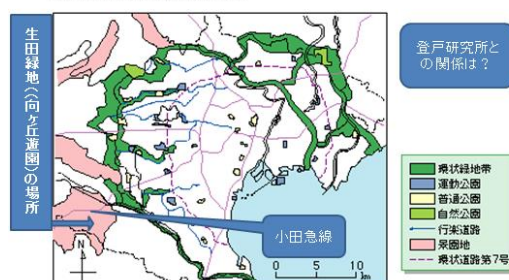 生田緑地((向ヶ丘遊園)の場所
登戸研究所と
の関係は？
小田急線
環状緑地帯
運動公園
普通公園
自然公園
行楽道路
景園地
環状道路第7号
N
0 5 10
km